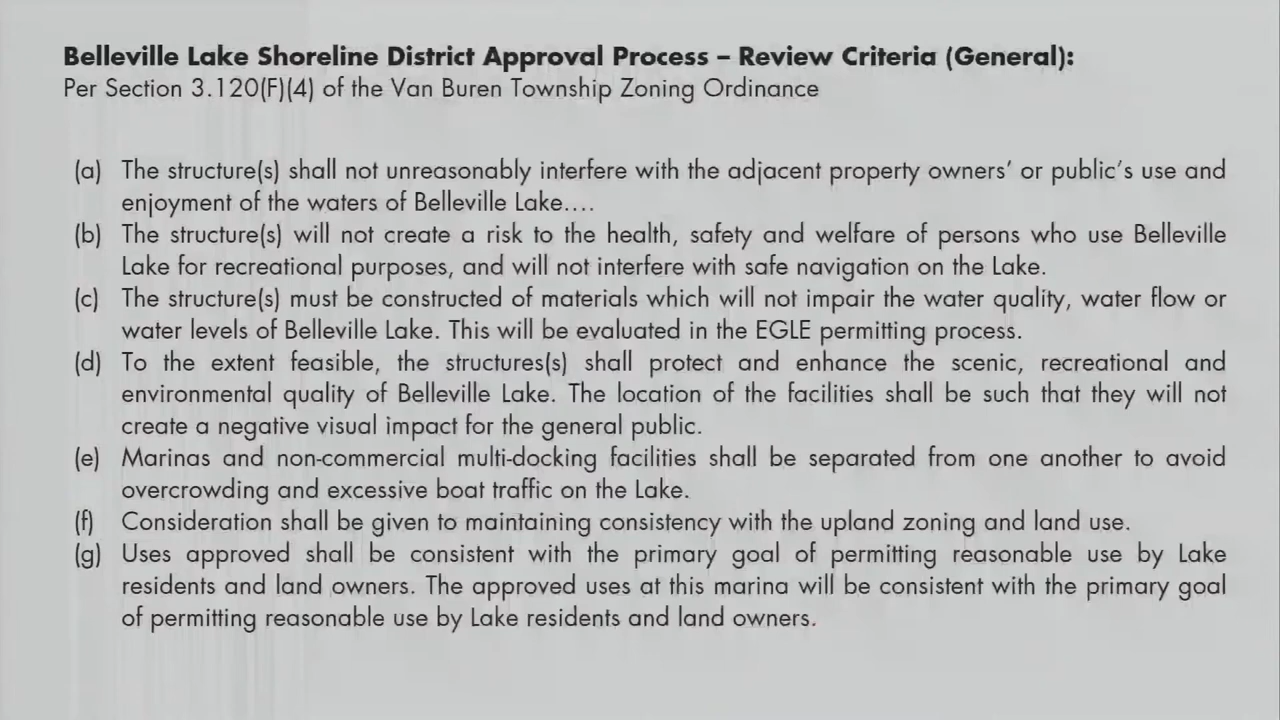 Belleville Lake Shoreline District Approval Process – Review Criteria (General):
Per Section 3.120(F)(4) of the Van Buren Township Zoning Ordinance
(a) The structure(s) shall not unreasonably interfere with the adjacent property owners’ or public’s use and
enjoyment of the waters of Belleville Lake....
(b) The structure(s) will not create a risk to the health, safety and welfare of persons who use Belleville
Lake for recreational purposes, and will not interfere with safe navigation on the Lake.
(c) The structure(s) must be constructed of materials which will not impair the water quality, water flow or
water levels of Belleville Lake. This will be evaluated in the EGLE permitting process.
(d) To the extent feasible, the structures(s) shall protect and enhance the scenic, recreational and
environmental quality of Belleville Lake. The location of the facilities shall be such that they will not
create a negative visual impact for the general public.
(e) Marinas and non-commercial multi-docking facilities shall be separated from one another to avoid
overcrowding and excessive boat traffic on the Lake.
(f) Consideration shall be given to maintaining consistency with the upland zoning and land use.
(g) Uses approved shall be consistent with the primary goal of permitting reasonable use by Lake
residents and land owners. The approved uses at this marina will be consistent with the primary goal
of permitting reasonable use by Lake residents and land owners.